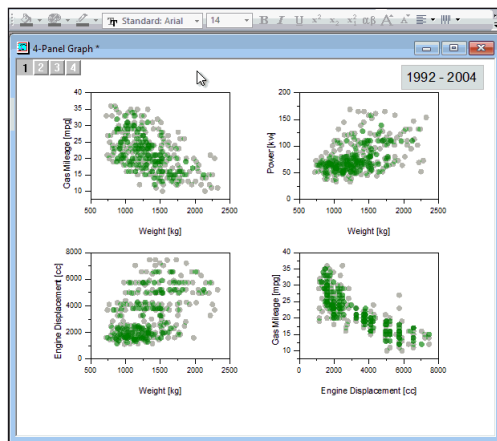 Standard: Arial 14 B I U x² x₂ x²₂ αβ A A
4-Panel Graph *
1 2 3 4
1992 - 2004
40
35
30
25
20
15
10
Gas Mileage [mpg]
500 1000 1500 2000 2500
Weight [kg]
200
150
100
50
0
Power[kw]
500 1000 1500 2000 2500
Weight [kg]
8000
6000
4000
2000
0
Engine Displacement [cc]
500 1000 1500 2000 2500
Weight [kg]
40
35
30
25
20
15
10
Gas Mileage [mpg]
0 2000 4000 6000 8000
Engine Displacement [cc]